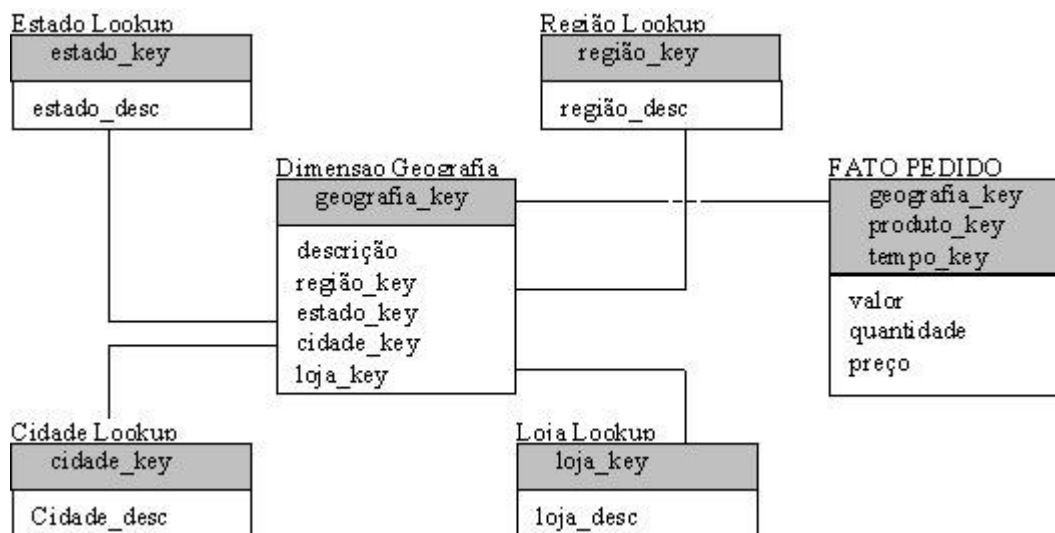 Estado Lookup
estado_key
estado_desc
Região Lookup
região_key
região_desc
Dimensao Geografia
geografia_key
descrição
região_key
estado_key
cidade_key
loja_key
FATO PEDIDO
geografia_key
produto_key
tempo_key
valor
quantidade
preço
Cidade Lookup
cidade_key
Cidade_desc
Loja Lookup
loja_key
loja_desc